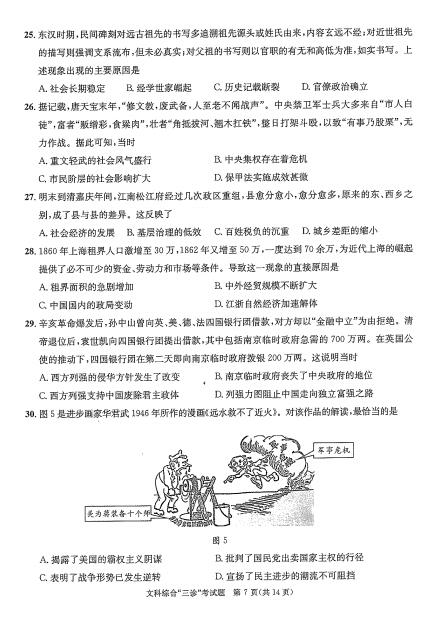 25. 东汉时期,民间碑刻对远古祖先的书写多追溯祖先源头或姓氏由来,内容玄远不经;对近世祖先
的描写则强调支系流布,但未必真实;对父祖的书写则以官职的有无和高低为准,如实书写。上
述现象出现的主要原因是
A. 社会长期稳定 B. 经学世家崛起 C. 历史记载断裂 D. 官僚政治确立
26. 据记载,唐天宝末年,“修文教,废武备,人至老不闻战声”。中央禁卫军士兵大多来自“市人白
徒”,富者“贩缯彩,食粱肉”,壮者“角抵拔河、翘木扛铁”,整日打架斗殴,以致“有事乃股栗”,无
力作战。据此可知,当时
A. 重文轻武的社会风气盛行 B. 中央集权存在着危机
C. 市民阶层的社会影响扩大 D. 保甲法实施成效甚微
27. 明末到清嘉庆年间,江南松江府经过几次政区重组,县愈分愈小,愈分愈多,原来的东、西乡之
别,成了县与县的差异。这反映了
A. 社会经济的发展 B. 基层治理的低效 C. 百姓税负的沉重 D. 城乡差距的缩小
28. 1860年上海租界人口激增至30万,1862年又增至50万,一度达到70余万,为近代上海的崛起
提供了必不可少的资金、劳动力和市场等条件。导致这一现象的直接原因是
A. 租界面积的急剧增加 B. 中外经贸规模不断扩大
C. 中国国内的政局变动 D. 江浙自然经济加速解体
29. 辛亥革命爆发后,孙中山曾向英、美、德、法四国银行团借款,对方却以“金融中立”为由拒绝。清
帝退位后,袁世凯向四国银行团提出借款,其中包括南京临时政府急需的700万两。在英国公
使的推动下,四国银行团在第二天即向南京临时政府拨银200万两。这说明当时
A. 西方列强的侵华方针发生了改变 B. 南京临时政府丧失了中央政府的地位
C. 西方列强支持中国废除君主政体 D. 列强力图阻止中国走向独立富强之路
30. 图5是进步画家华君武1946年所作的漫画《远水救不了近火》。对该作品的解读,最恰当的是
军事危机
美为蒋装备十个师
图5
A. 揭露了美国的霸权主义阴谋 B. 批判了国民党出卖国家主权的行径
C. 表明了战争形势已发生逆转 D. 宣扬了民主进步的潮流不可阻挡
文科综合“三诊”考试题 第7页(共14页)